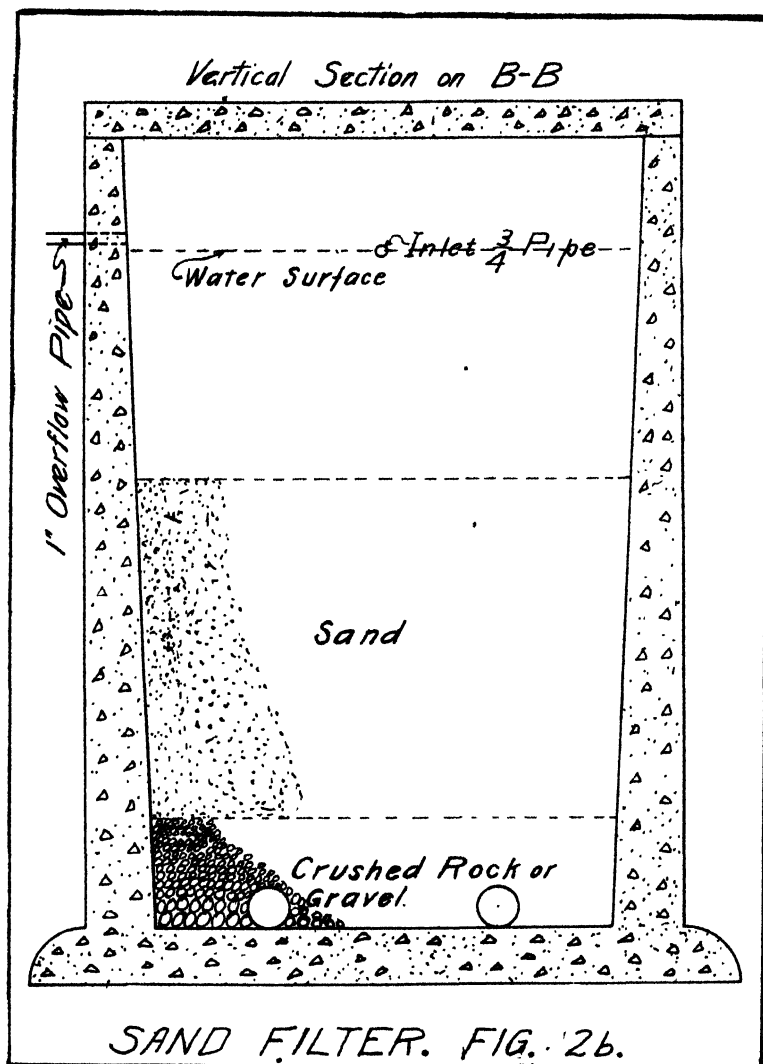 Vertical Section on B-B
Inlet 3/4 Pipe
Water Surface
1" Overflow Pipe
Sand
Crushed Rock or
Gravel.
SAND FILTER. FIG. 2b.